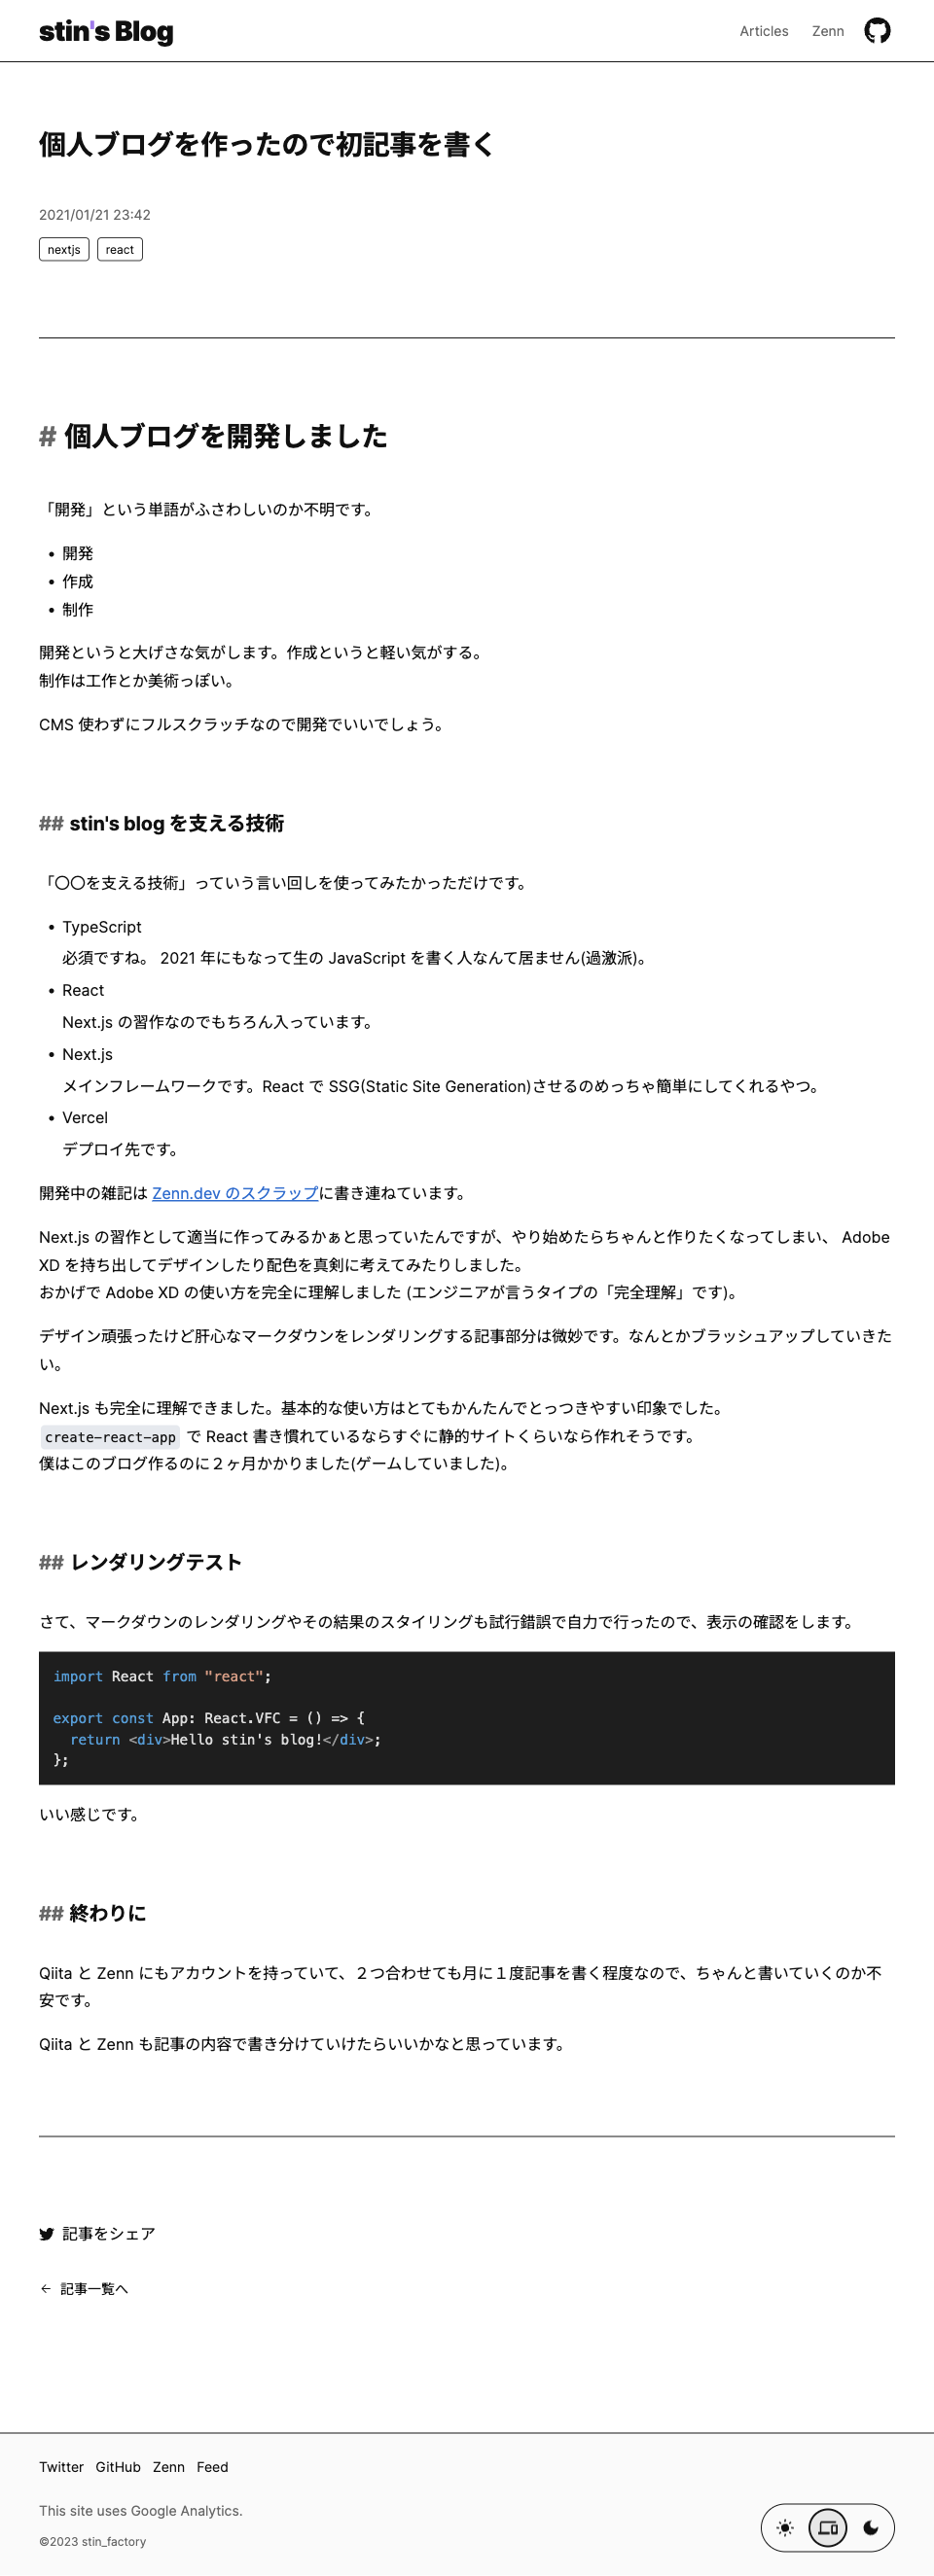 stin's Blog
Articles Zenn
個人ブログを作ったので初記事を書く
2021/01/21 23:42
nextjs react
# 個人ブログを開発しました
「開発」という単語がふさわしいのか不明です。
• 開発
• 作成
• 制作
開発というと大げさな気がします。作成というと軽い気がする。
制作は工作とか美術っぽい。
CMS 使わずにフルスクラッチなので開発でいいでしょう。
## stin's blog を支える技術
「〇〇を支える技術」っていう言い回しを使ってみたかっただけです。
• TypeScript
必須ですね。 2021 年にもなって生の JavaScript を書く人なんて居ません(過激派)。
• React
Next.js の習作なのでもちろん入っています。
• Next.js
メインフレームワークです。React で SSG(Static Site Generation)させるのめっちゃ簡単にしてくれるやつ。
• Vercel
デプロイ先です。
開発中の雑記は Zenn.dev のスクラップに書き連ねています。
Next.js の習作として適当に作ってみるかぁと思っていたんですが、やり始めたらちゃんと作りたくなってしまい、 Adobe
XD を持ち出してデザインしたり配色を真剣に考えてみたりしました。
おかげで Adobe XD の使い方を完全に理解しました (エンジニアが言うタイプの「完全理解」です)。
デザイン頑張ったけど肝心なマークダウンをレンダリングする記事部分は微妙です。なんとかブラッシュアップしていきた
い。
Next.js も完全に理解できました。基本的な使い方はとてもかんたんでとっつきやすい印象でした。
create-react-app で React 書き慣れているならすぐに静的サイトくらいなら作れそうです。
僕はこのブログ作るのに２ヶ月かかりました(ゲームしていました)。
## レンダリングテスト
さて、マークダウンのレンダリングやその結果のスタイリングも試行錯誤で自力で行ったので、表示の確認をします。
import React from "react";
export const App: React.VFC = () => {
  return <div>Hello stin's blog!</div>;
};
いい感じです。
## 終わりに
Qiita と Zenn にもアカウントを持っていて、２つ合わせても月に１度記事を書く程度なので、ちゃんと書いていくのか不
安です。
Qiita と Zenn も記事の内容で書き分けていけたらいいかなと思っています。
記事をシェア
← 記事一覧へ
Twitter GitHub Zenn Feed
This site uses Google Analytics.
©2023 stin_factory